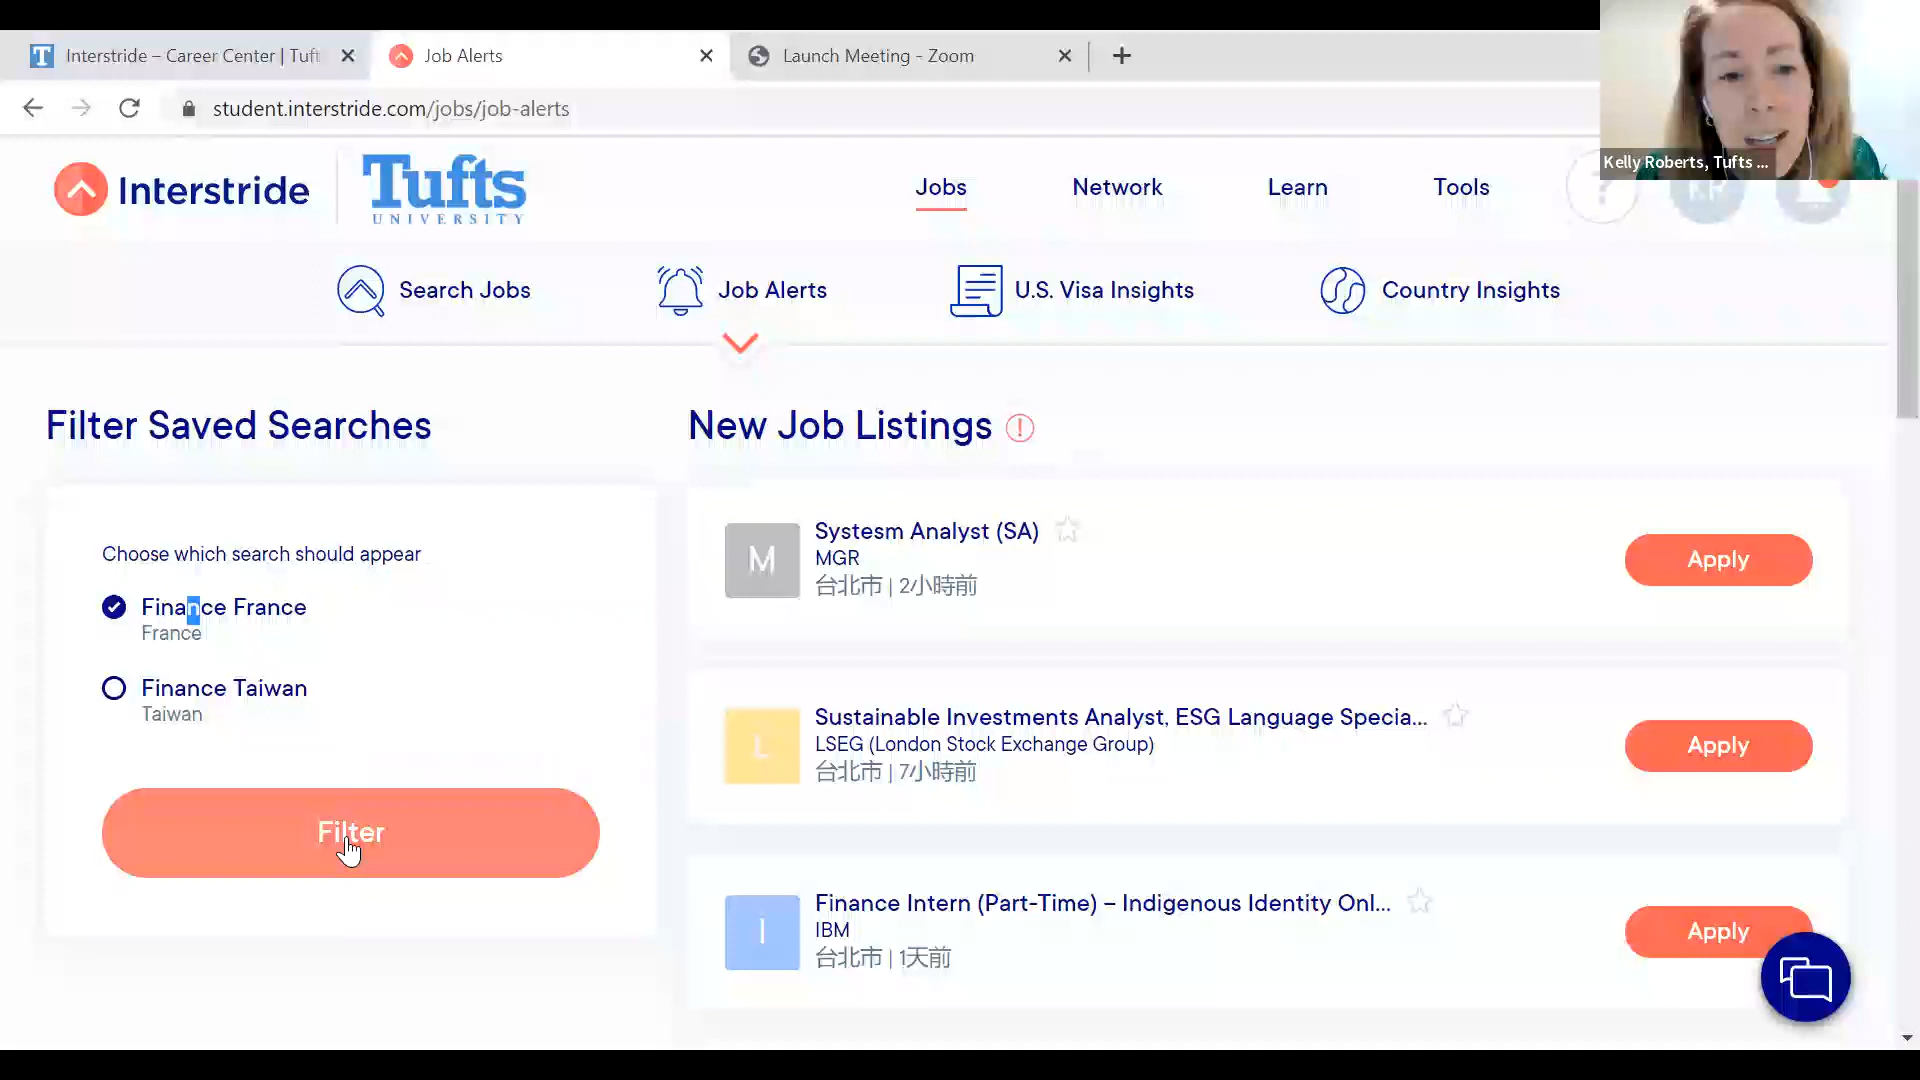 Interstride – Career Center | Tuft
Job Alerts
Launch Meeting - Zoom
student.interstride.com/jobs/job-alerts
Kelly Roberts, Tufts ...
Interstride
Tufts
UNIVERSITY
Jobs
Network
Learn
Tools
?
KR
Search Jobs
Job Alerts
U.S. Visa Insights
Country Insights
Filter Saved Searches
Choose which search should appear
Finance France
France
Finance Taiwan
Taiwan
Filter
New Job Listings
M
Systesm Analyst (SA)
MGR
台北市 | 2小時前
Apply
L
Sustainable Investments Analyst, ESG Language Specia...
LSEG (London Stock Exchange Group)
台北市 | 7小時前
Apply
I
Finance Intern (Part-Time) – Indigenous Identity Onl...
IBM
台北市 | 1天前
Apply